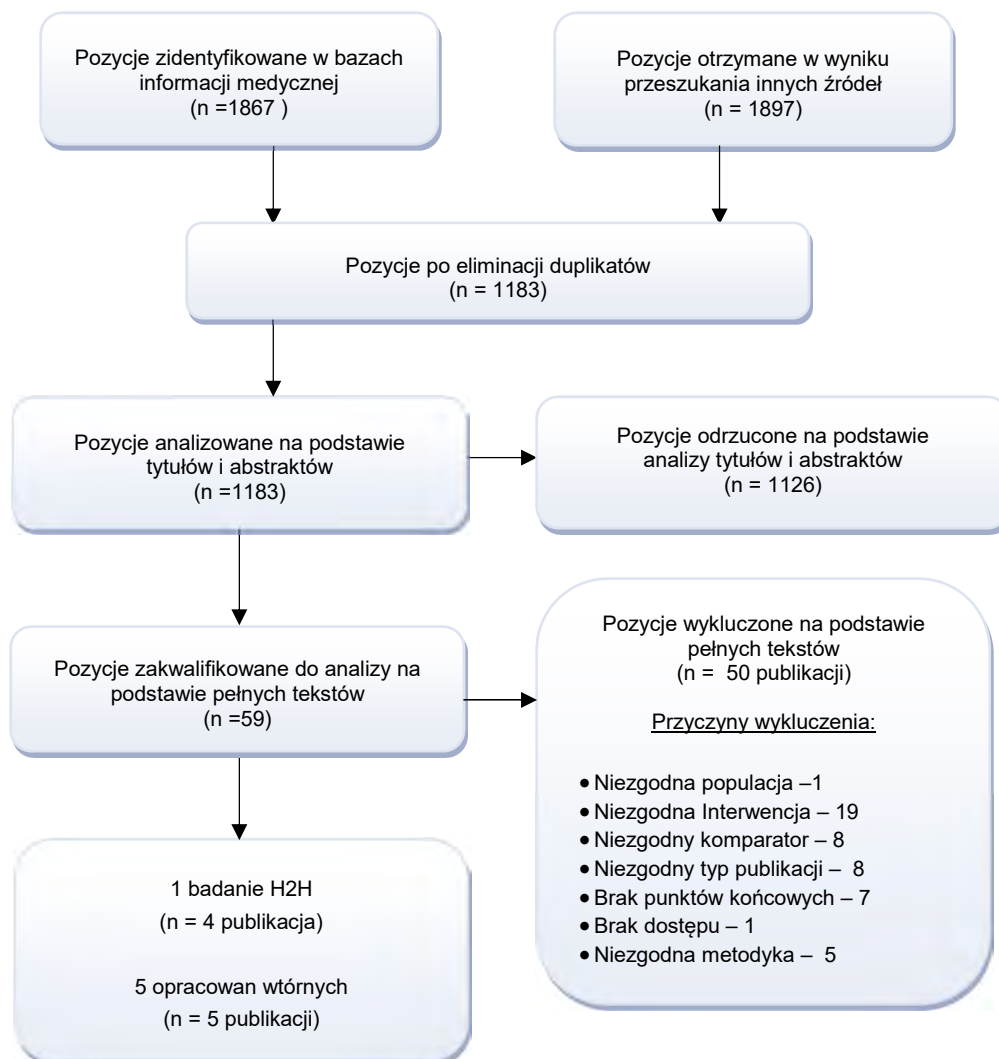 Pozycje zidentyfikowane w bazach
informacji medycznej
(n =1867 )
Pozycje otrzymane w wyniku
przeszukania innych źródeł
(n = 1897)
Pozycje po eliminacji duplikatów
(n = 1183)
Pozycje analizowane na podstawie
tytułów i abstraktów
(n =1183)
Pozycje odrzucone na podstawie
analizy tytułów i abstraktów
(n = 1126)
Pozycje zakwalifikowane do analizy na
podstawie pełnych tekstów
(n =59)
Pozycje wykluczone na podstawie
pełnych tekstów
(n =  50 publikacji)
Przyczyny wykluczenia:
• Niezgodna populacja –1
• Niezgodna Interwencja – 19
• Niezgodny komparator – 8
• Niezgodny typ publikacji – 8
• Brak punktów końcowych – 7
• Brak dostępu – 1
• Niezgodna metodyka –  5
1 badanie H2H
(n = 4 publikacja)
5 opracowan wtórnych
(n = 5 publikacji)